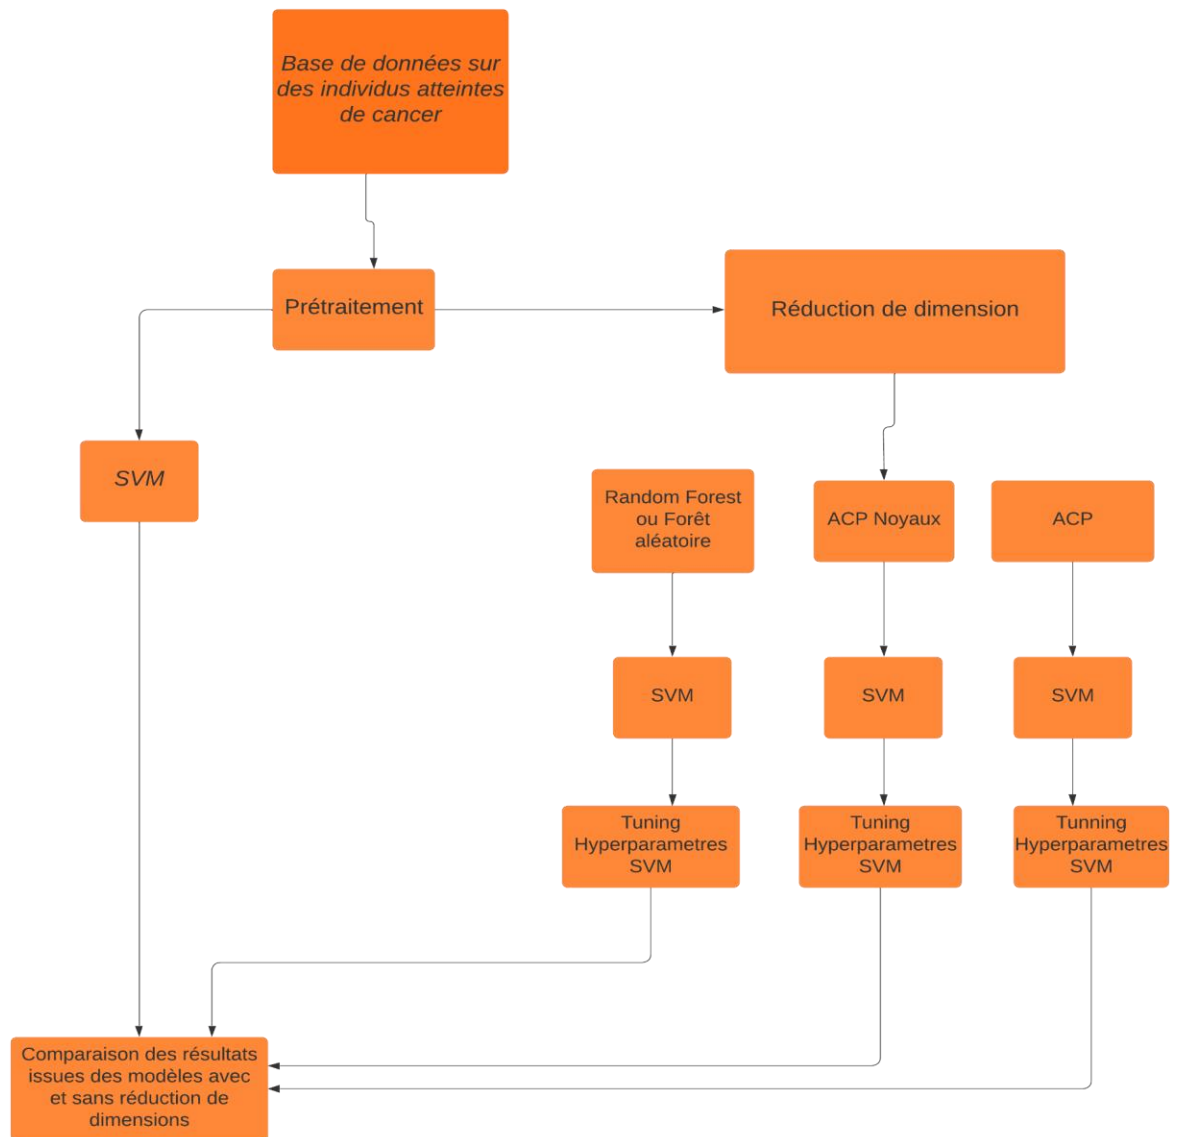 Base de données sur
des individus atteintes
de cancer
Prétraitement
Réduction de dimension
SVM
Random Forest
ou Forêt
aléatoire
ACP Noyaux
ACP
SVM
SVM
SVM
Tuning
Hyperparametres
SVM
Tuning
Hyperparametres
SVM
Tunning
Hyperparametres
SVM
Comparaison des résultats
issues des modèles avec
et sans réduction de
dimensions